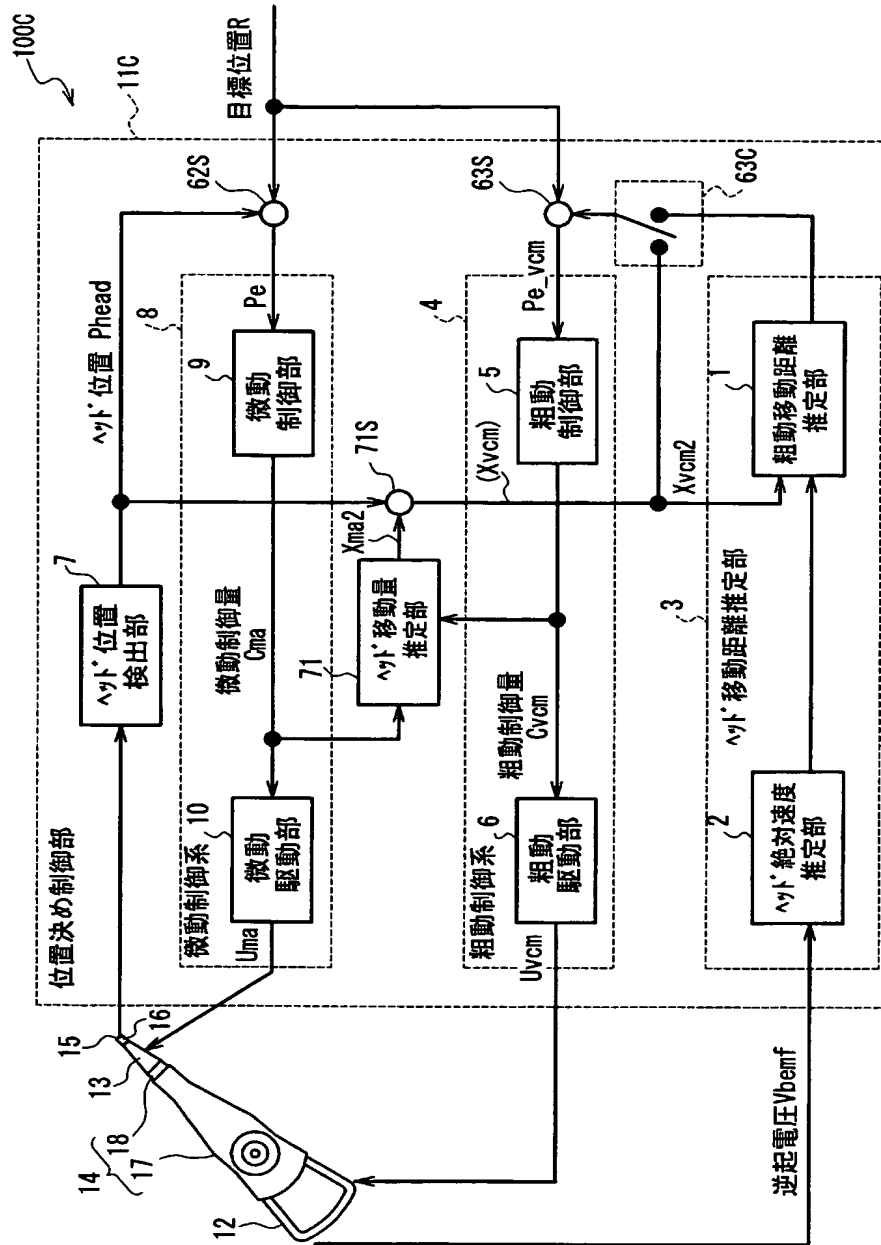 100C
11C
目標位置R
62S
63S
63C
ヘッド位置 Phead
Pe
Pe_vcm
8
4
9
微動
制御部
5
粗動
制御部
1
粗動移動距離
推定部
71S
(Xvcm)
Xvcm2
Xma2
7
ヘッド位置
検出部
微動制御量
Cma
71
ヘッド移動量
推定部
粗動制御量
Cvcm
ヘッド移動距離推定部
3
位置決め制御部
微動制御系
10
微動
駆動部
粗動制御系
6
粗動
駆動部
2
ヘッド絶対速度
推定部
Uma
Uvcm
15
16
13
18
17
14
12
逆起電圧Vbemf